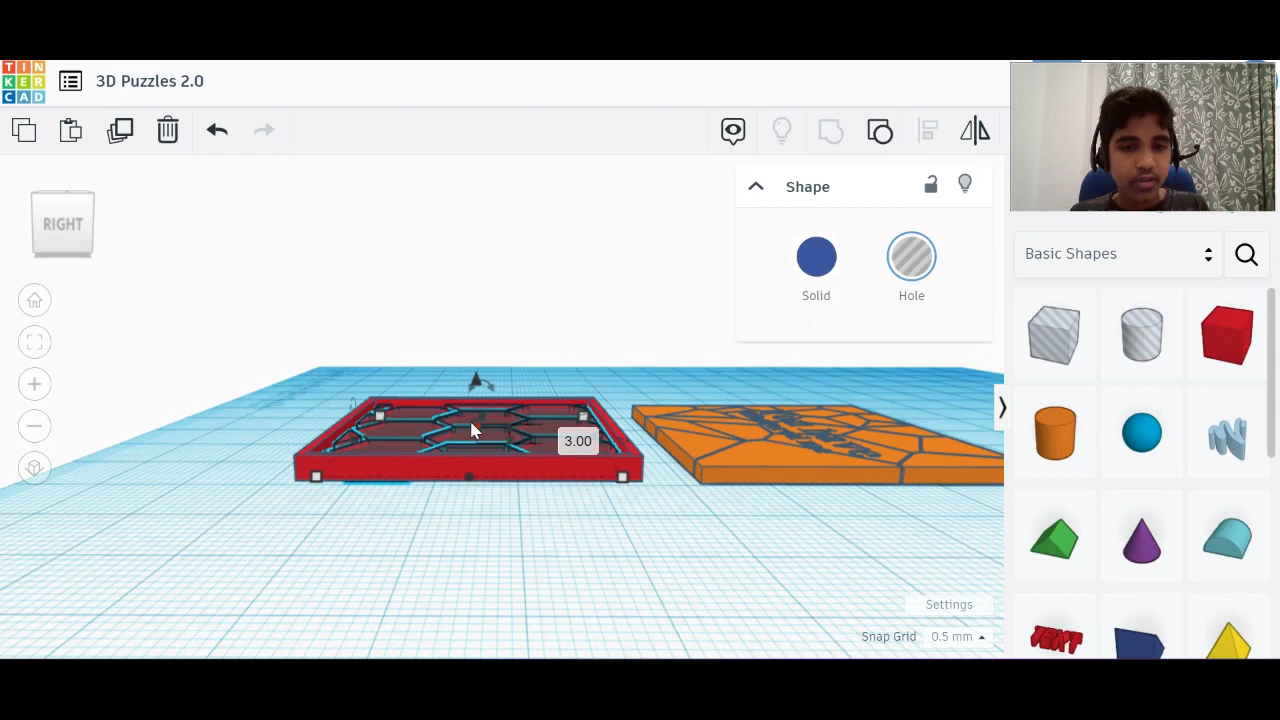 TIN
KER
CAD
3D Puzzles 2.0
Shape
RIGHT
Solid
Hole
Basic Shapes
3.00
Settings
Snap Grid 0.5 mm
TEXT